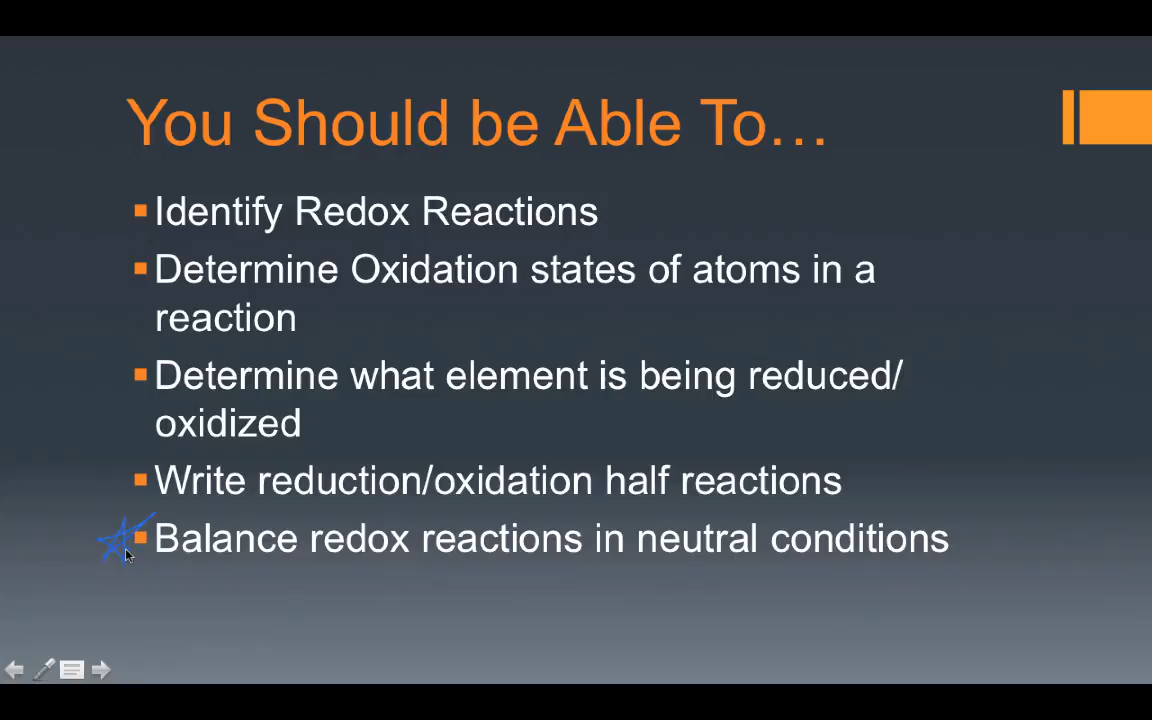 You Should be Able To…
Identify Redox Reactions
Determine Oxidation states of atoms in a
reaction
Determine what element is being reduced/
oxidized
Write reduction/oxidation half reactions
Balance redox reactions in neutral conditions